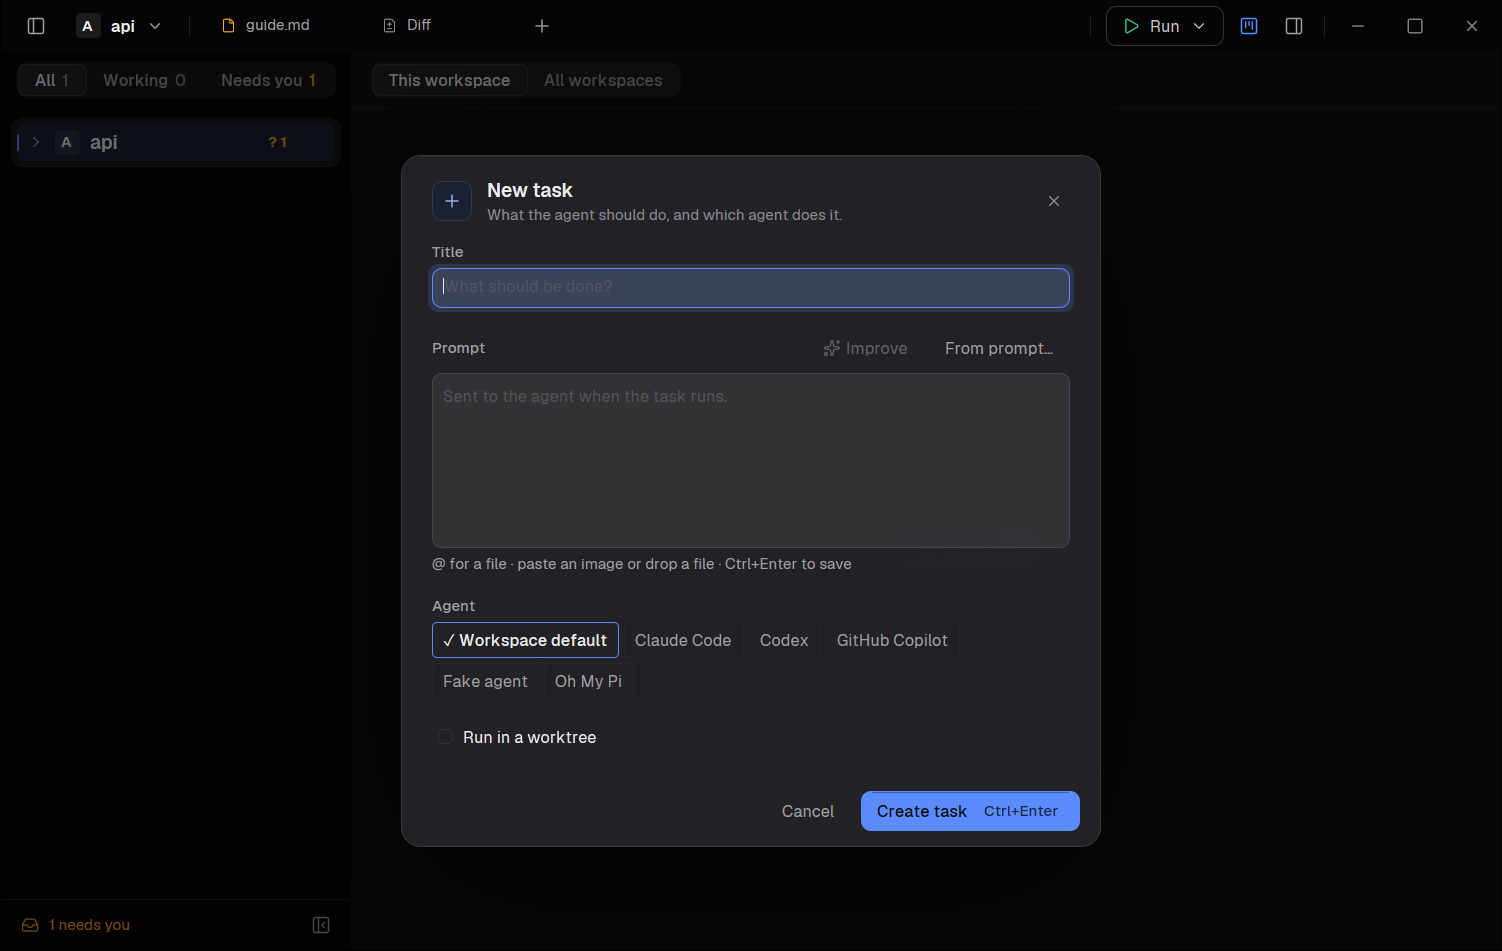 A api
guide.md
Diff
Run
All 1
Working 0
Needs you 1
This workspace
All workspaces
A api ? 1
New task
What the agent should do, and which agent does it.
Title
What should be done?
Prompt
Improve
From prompt...
Sent to the agent when the task runs.
@ for a file · paste an image or drop a file · Ctrl+Enter to save
Agent
✓ Workspace default
Claude Code
Codex
GitHub Copilot
Fake agent
Oh My Pi
Run in a worktree
Cancel
Create task Ctrl+Enter
1 needs you